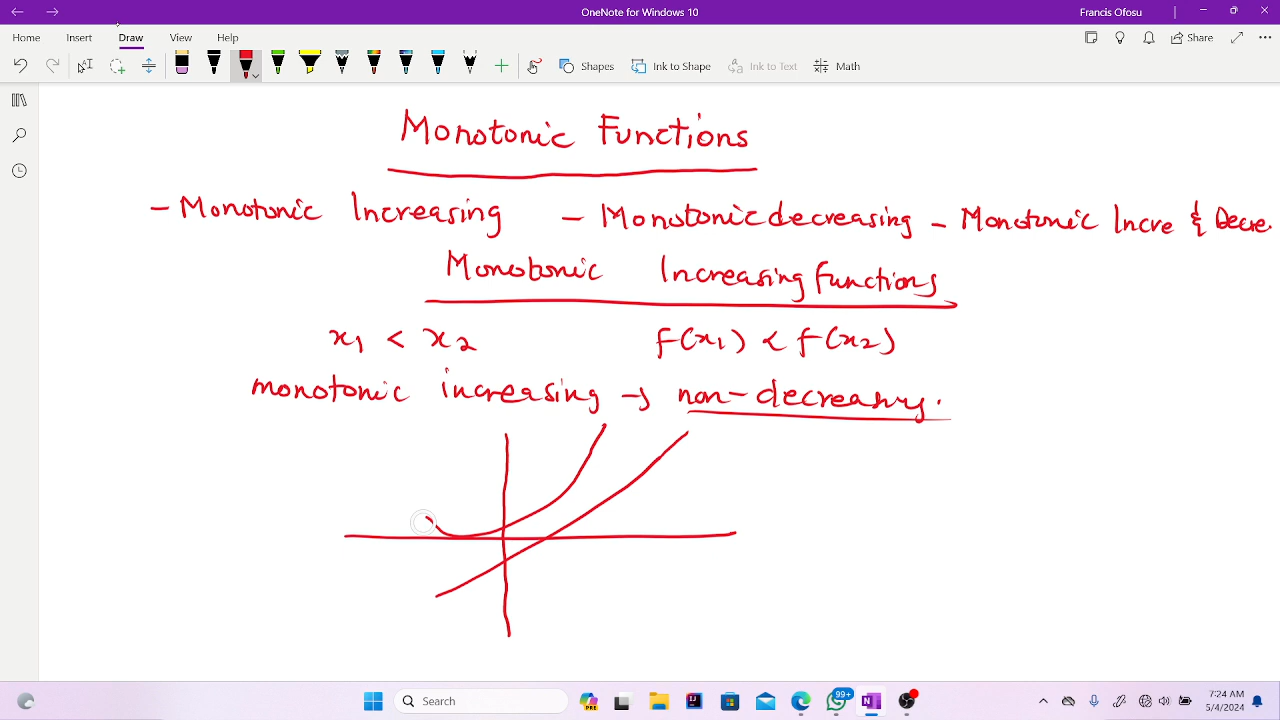 OneNote for Windows 10
Francis Ofosu
Home Insert Draw View Help
Share
Shapes
Ink to Shape
Ink to Text
Math
Monotonic Functions
- Monotonic Increasing - Monotonic decreasing - Monotonic Incre & Decre.
Monotonic Increasing functions
x₁ < x₂ f(x₁) < f(x₂)
monotonic increasing → non-decreasing.
Search
PRE
99+
7:24 AM
5/4/2024